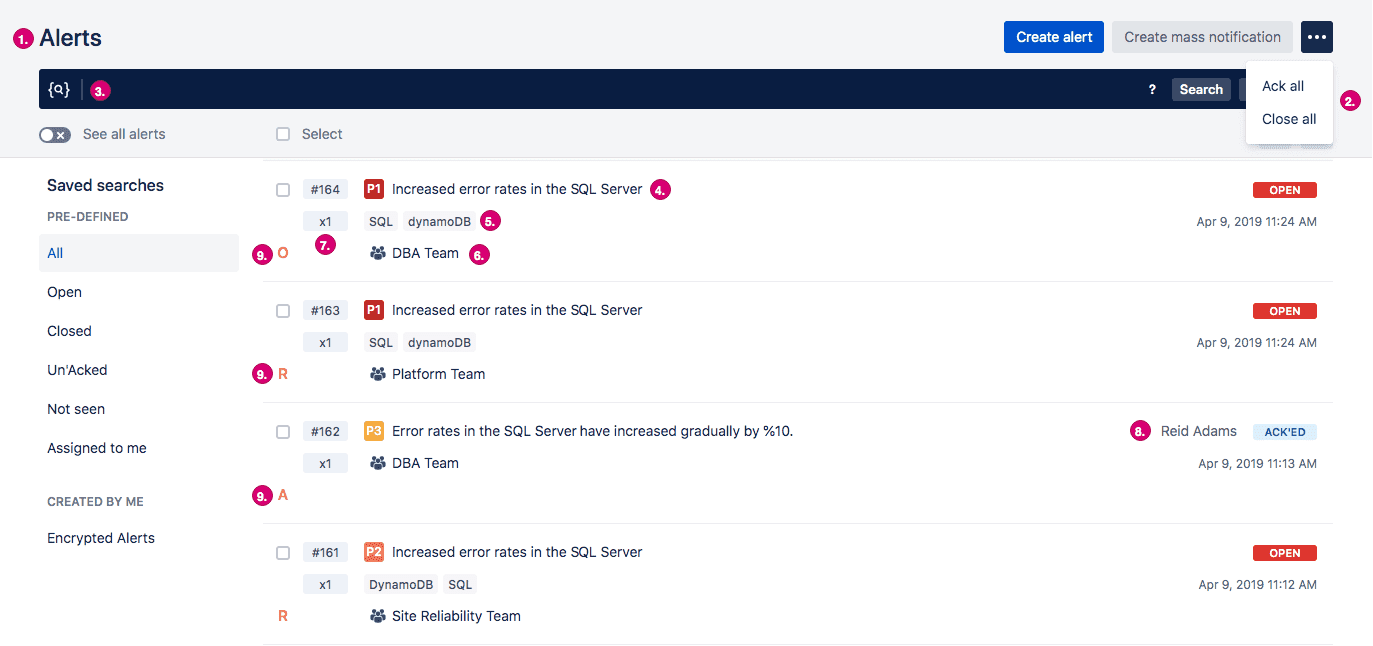 1. Alerts
Create alert
Create mass notification
•••
3.
?
Search
Ack all
Close all
2.
See all alerts
Select
Saved searches
PRE-DEFINED
All
Open
Closed
Un'Acked
Not seen
Assigned to me
CREATED BY ME
Encrypted Alerts
#164 P1 Increased error rates in the SQL Server 4. OPEN
x1 SQL dynamoDB 5. Apr 9, 2019 11:24 AM
7.
9. O DBA Team 6.
#163 P1 Increased error rates in the SQL Server OPEN
x1 SQL dynamoDB Apr 9, 2019 11:24 AM
9. R Platform Team
#162 P3 Error rates in the SQL Server have increased gradually by %10. 8. Reid Adams ACK'ED
x1 DBA Team Apr 9, 2019 11:13 AM
9. A
#161 P2 Increased error rates in the SQL Server OPEN
x1 DynamoDB SQL Apr 9, 2019 11:12 AM
R Site Reliability Team